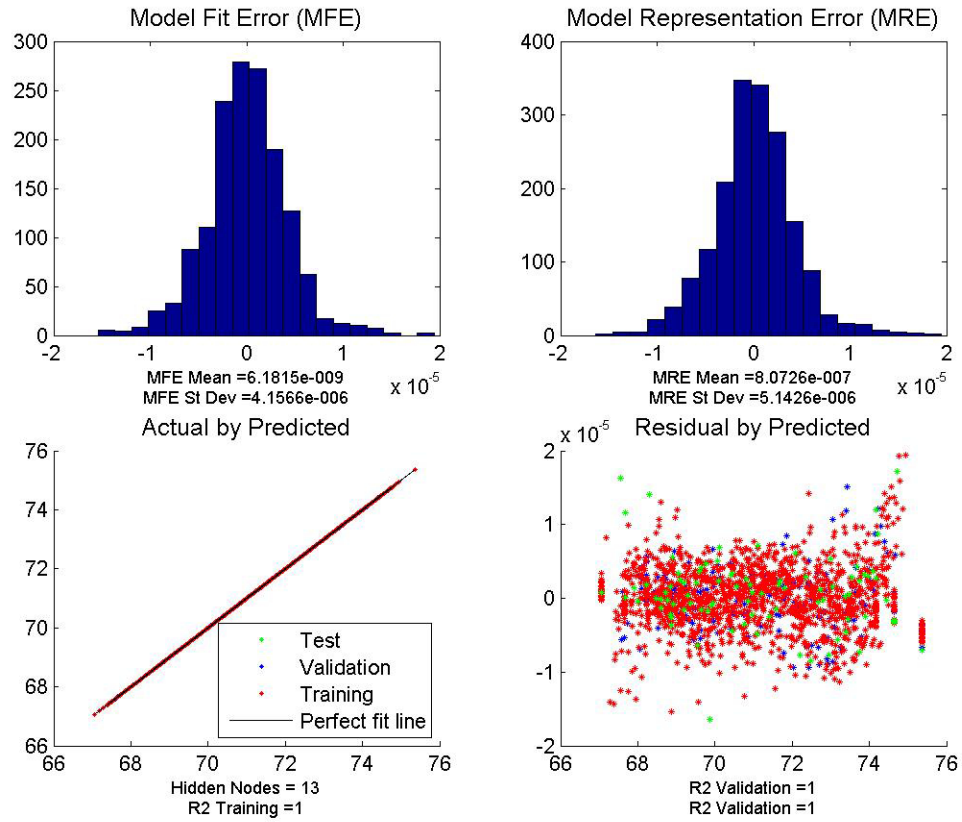 Model Fit Error (MFE)
300
250
200
150
100
50
0
-2
-1
0
1
2
x 10-5
MFE Mean =6.1815e-009
MFE St Dev =4.1566e-006
Model Representation Error (MRE)
400
300
200
100
0
-2
-1
0
1
2
x 10-5
MRE Mean =8.0726e-007
MRE St Dev =5.1426e-006
Actual by Predicted
76
74
72
70
68
66
66
68
70
72
74
76
Test
Validation
Training
Perfect fit line
Hidden Nodes = 13
R2 Training =1
Residual by Predicted
x 10-5
2
1
0
-1
-2
66
68
70
72
74
76
R2 Validation =1
R2 Validation =1